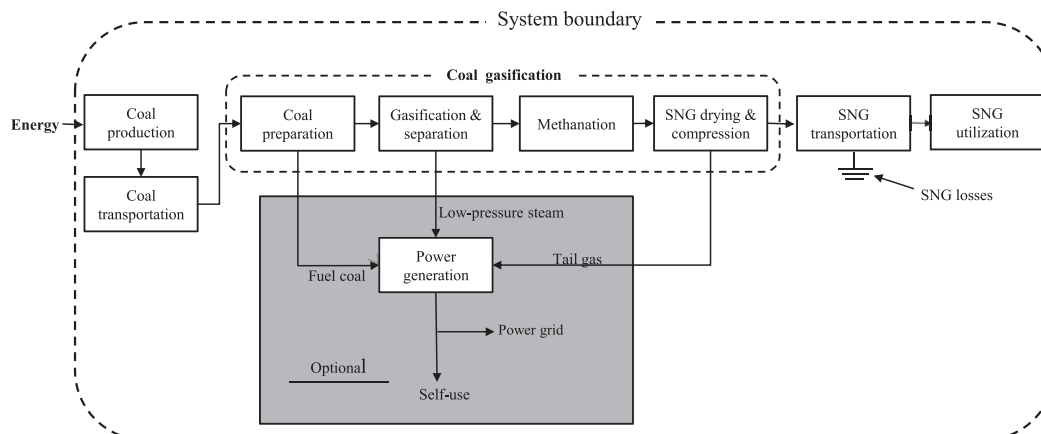 System boundary
Coal gasification
Energy
Coal
production
Coal
transportation
Coal
preparation
Gasification &
separation
Methanation
SNG drying &
compression
SNG
transportation
SNG
utilization
SNG losses
Low-pressure steam
Fuel coal
Power
generation
Tail gas
Power grid
Optional
Self-use